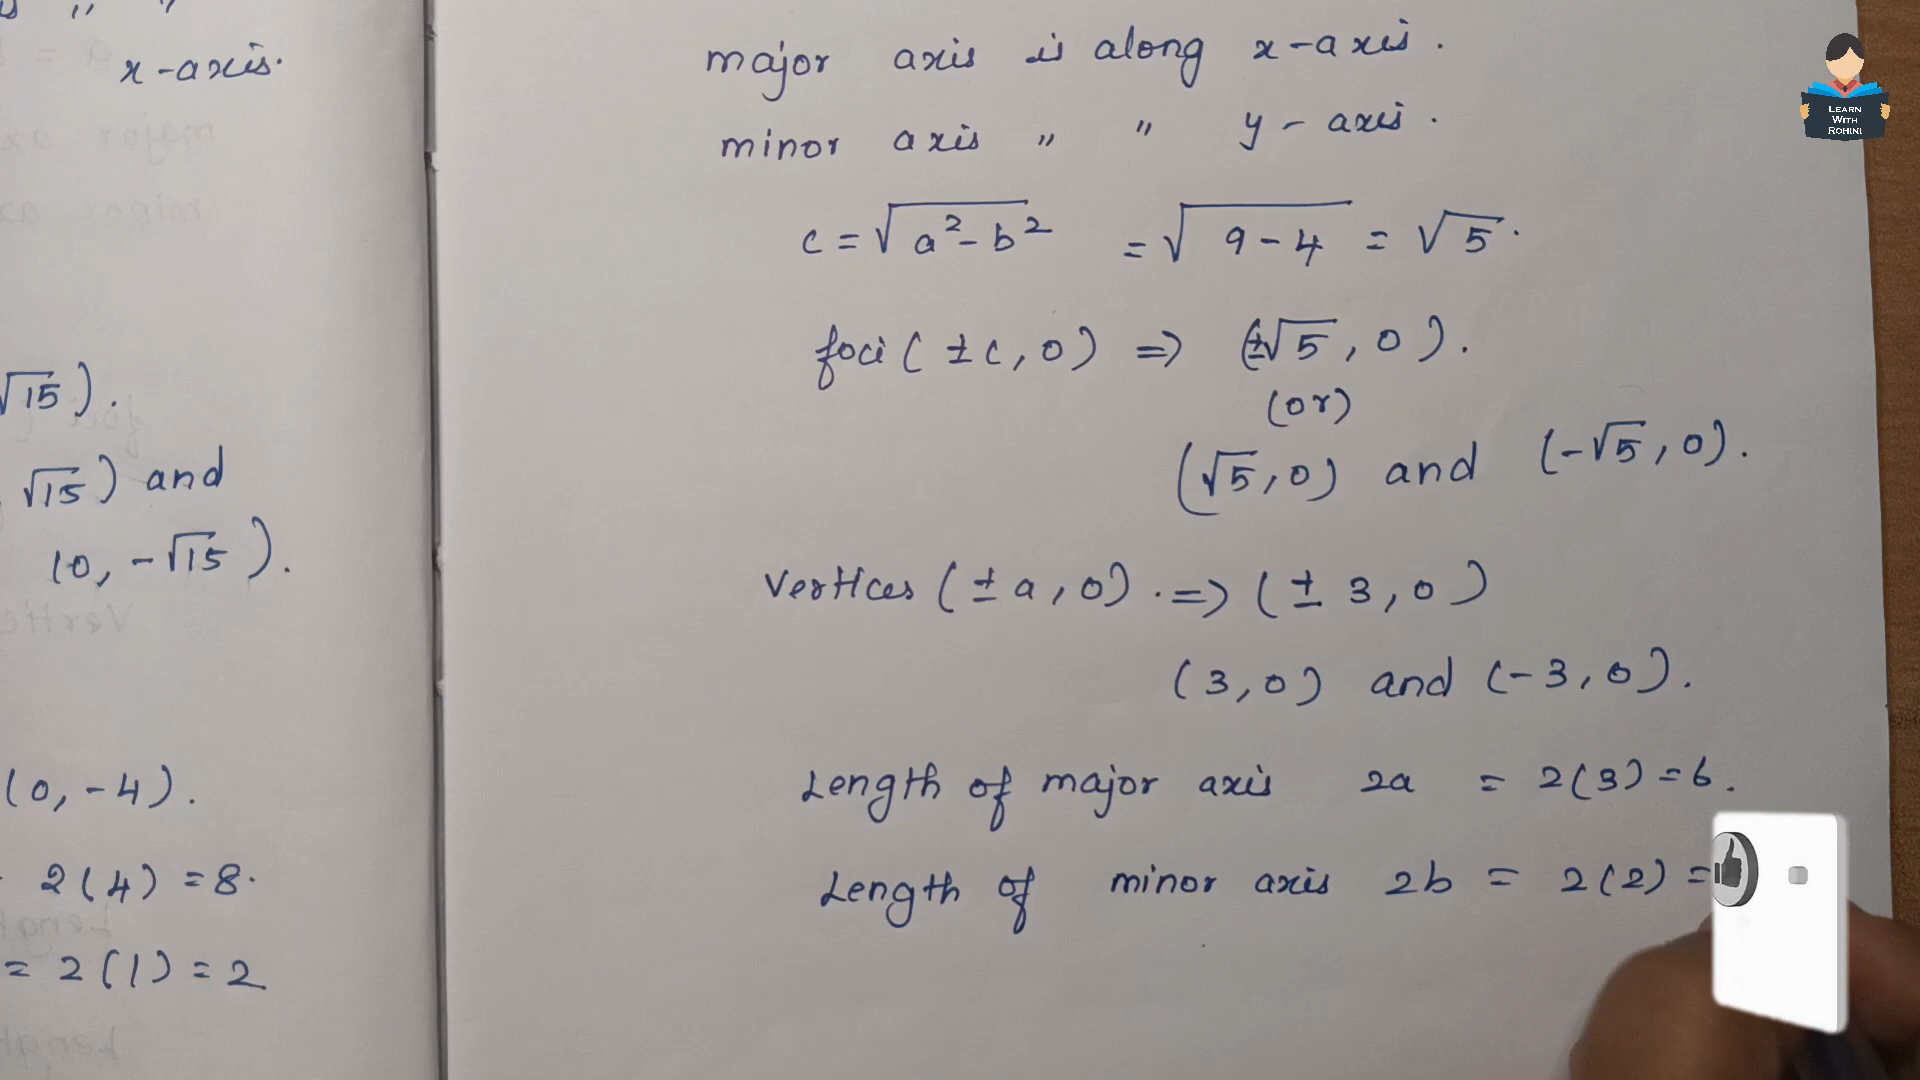 x-axis.
√15).
√15) and
(0, -√15).
(0, -4).
2(4) = 8.
= 2(1) = 2
major axis is along x-axis.
minor axis " " y-axis.
c = √a²-b² = √9-4 = √5.
foci (±c, 0) => (±√5, 0).
(or)
(√5, 0) and (-√5, 0).
Vertices (±a, 0). => (±3, 0)
(3, 0) and (-3, 0).
Length of major axis 2a = 2(3) = 6.
Length of minor axis 2b = 2(2) =
LEARN
WITH
ROHINI